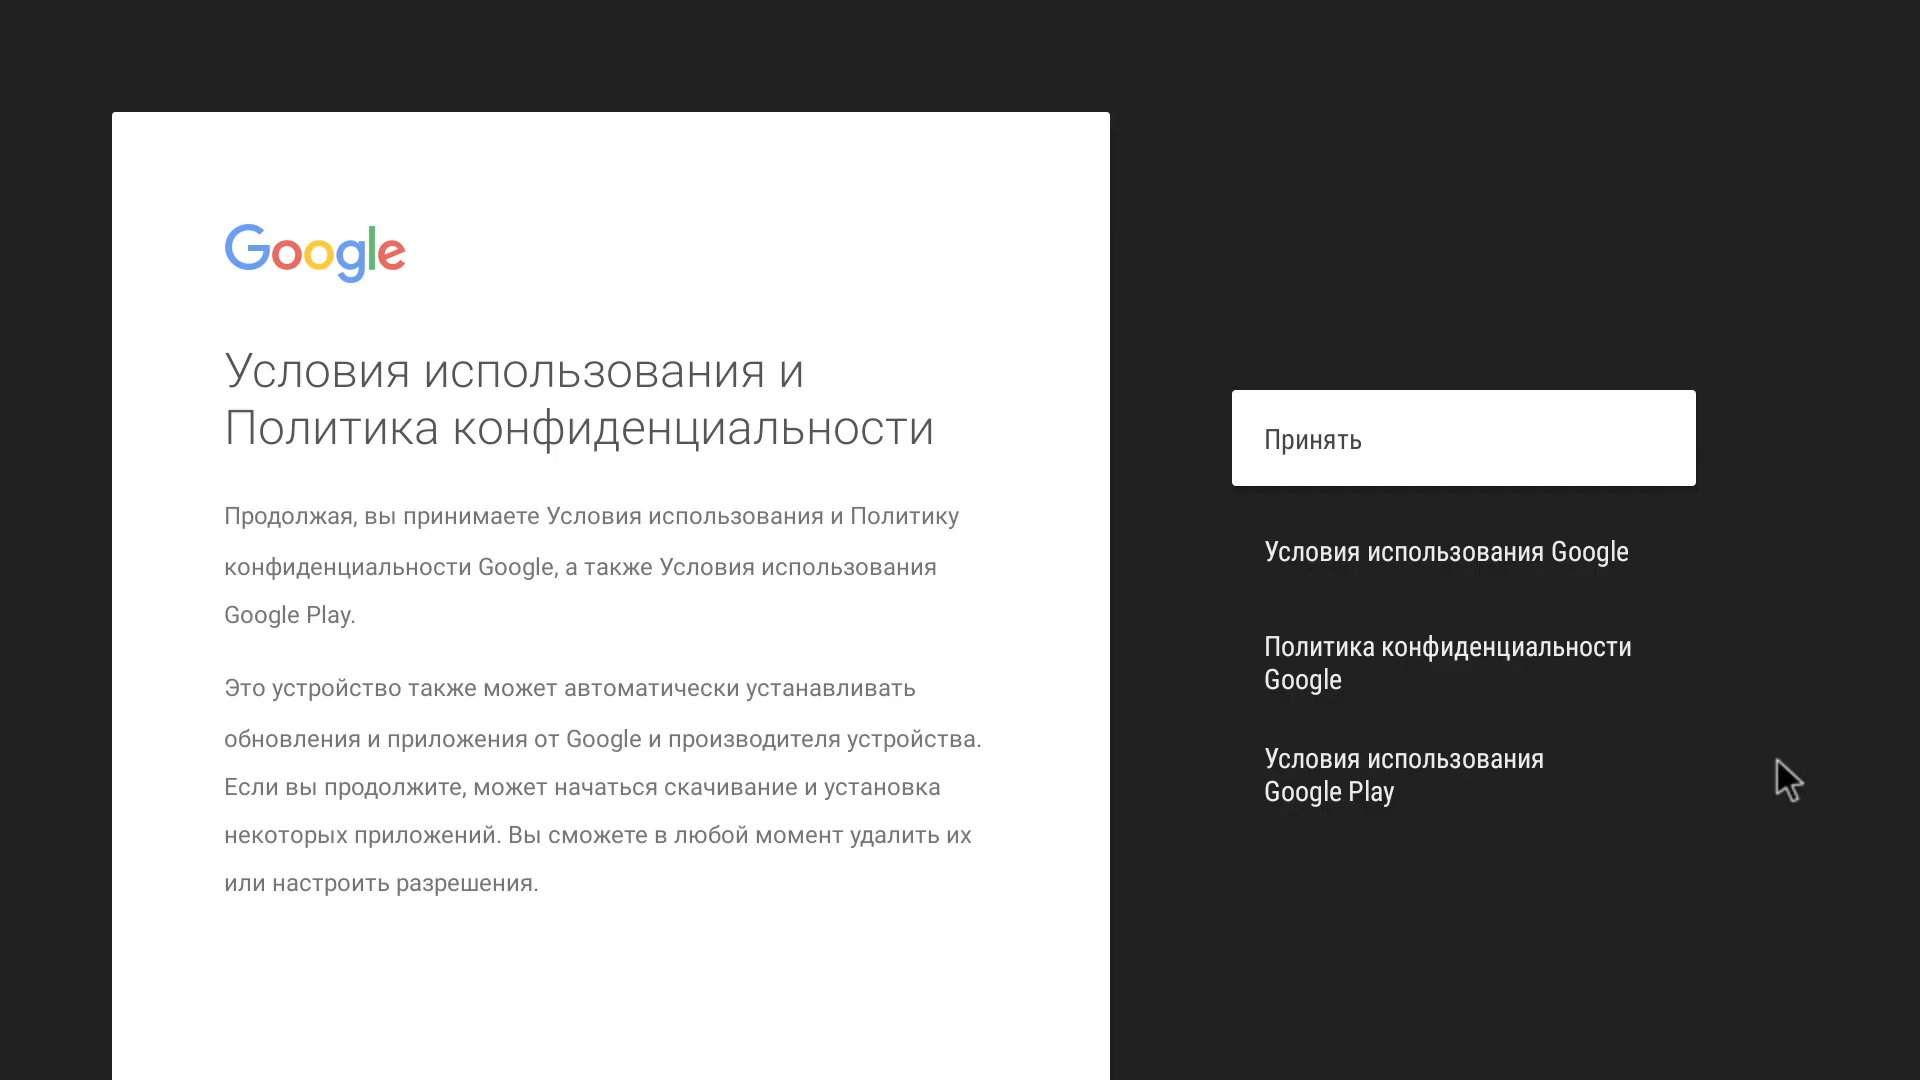 Google
Условия использования и
Политика конфиденциальности
Продолжая, вы принимаете Условия использования и Политику
конфиденциальности Google, а также Условия использования
Google Play.
Это устройство также может автоматически устанавливать
обновления и приложения от Google и производителя устройства.
Если вы продолжите, может начаться скачивание и установка
некоторых приложений. Вы сможете в любой момент удалить их
или настроить разрешения.
Принять
Условия использования Google
Политика конфиденциальности
Google
Условия использования
Google Play